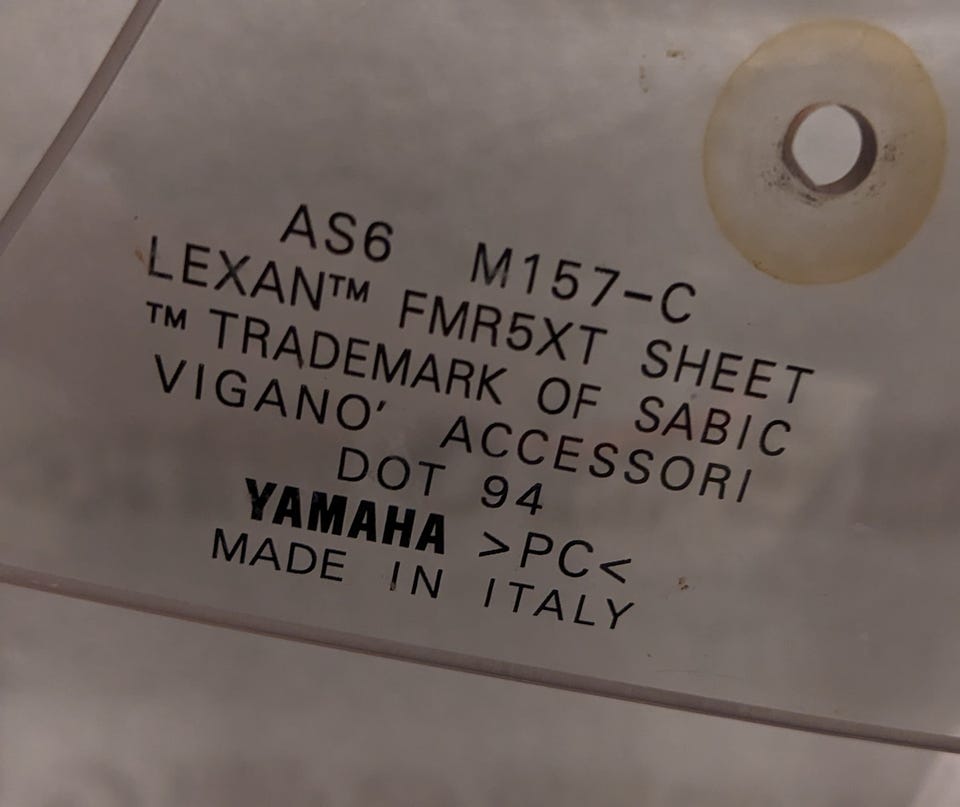 AS6 M157-C
LEXAN™ FMR5XT SHEET
™ TRADEMARK OF SABIC
VIGANO' ACCESSORI
DOT 94
YAMAHA >PC<
MADE IN ITALY